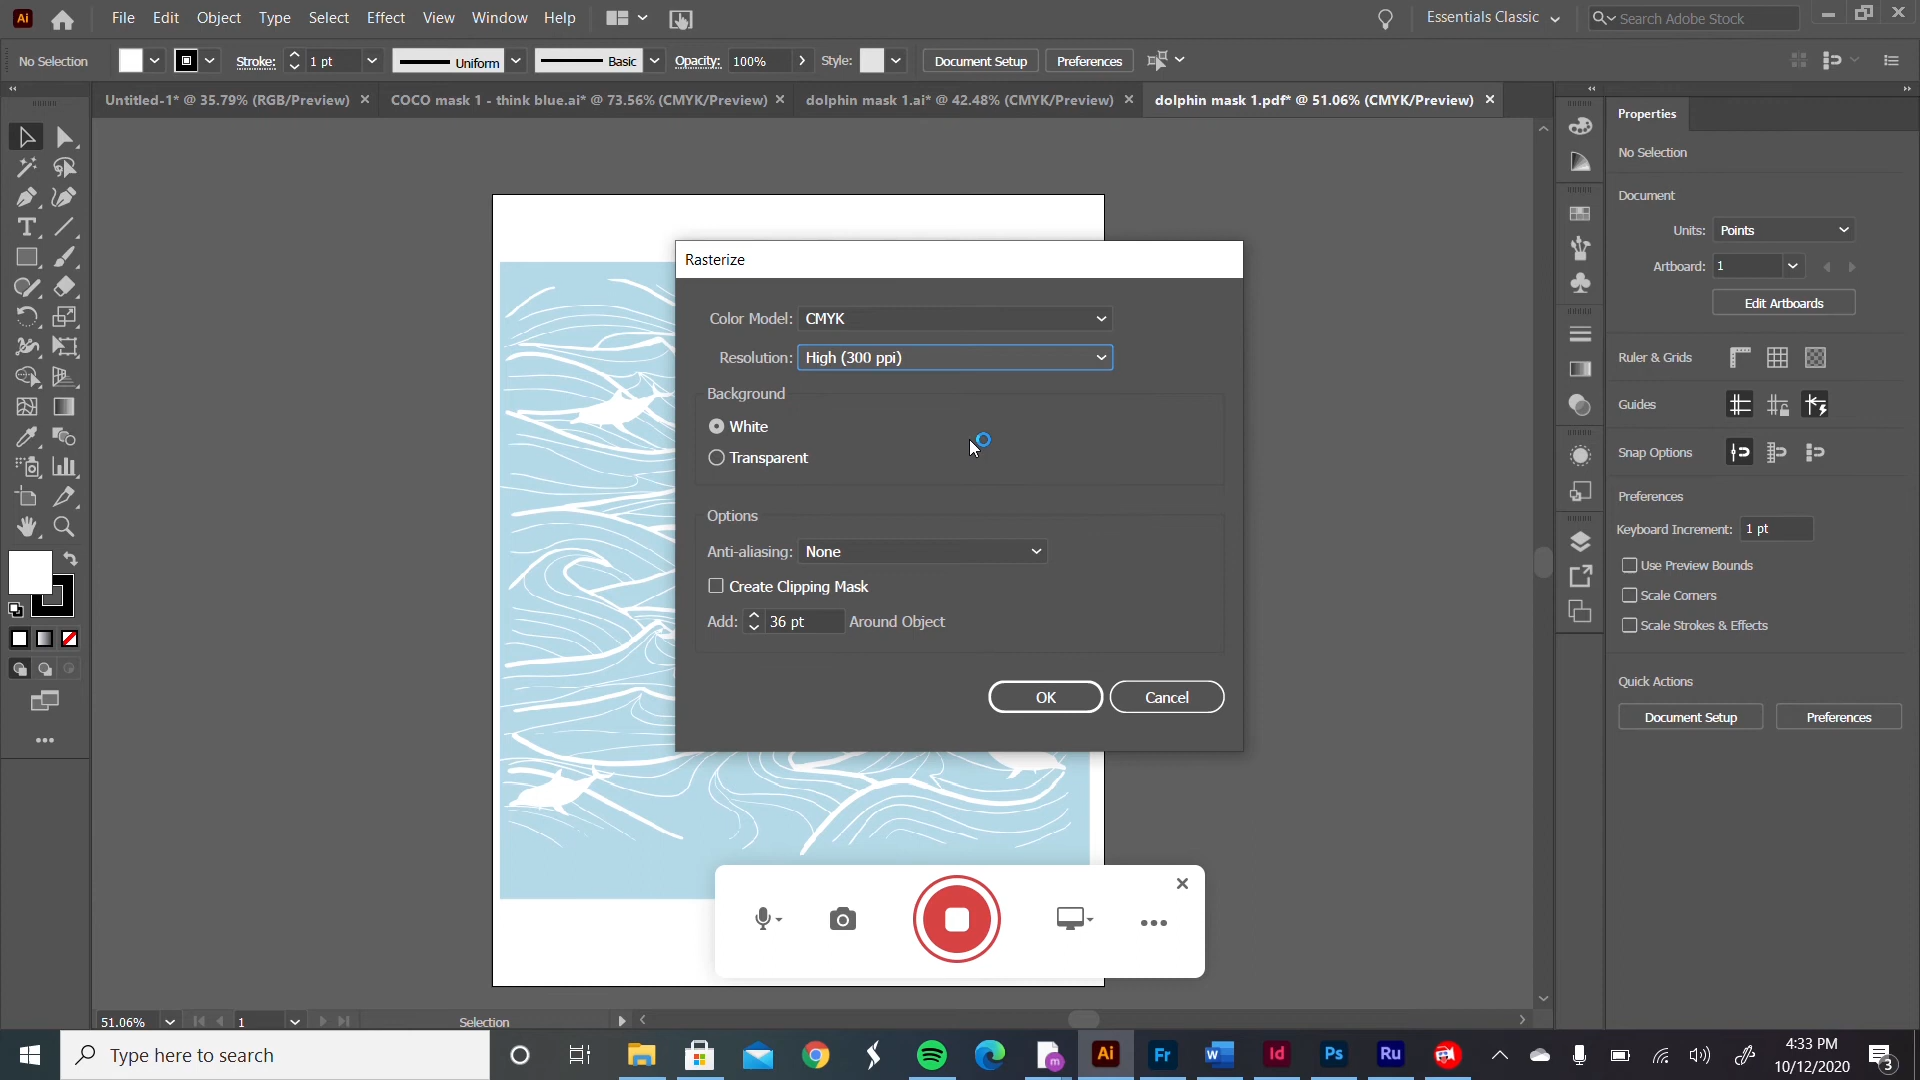 Ai File Edit Object Type Select Effect View Window Help Essentials Classic Search Adobe Stock
No Selection Stroke: 1 pt Uniform Basic Opacity: 100% Style: Document Setup Preferences
Untitled-1* @ 35.79% (RGB/Preview) COCO mask 1 - think blue.ai* @ 73.56% (CMYK/Preview) dolphin mask 1.ai* @ 42.48% (CMYK/Preview) dolphin mask 1.pdf* @ 51.06% (CMYK/Preview)
Properties
No Selection
Document
Units: Points
Artboard: 1
Edit Artboards
Ruler & Grids
Guides
Snap Options
Preferences
Keyboard Increment: 1 pt
Use Preview Bounds
Scale Corners
Scale Strokes & Effects
Quick Actions
Document Setup Preferences
Rasterize
Color Model: CMYK
Resolution: High (300 ppi)
Background
White
Transparent
Options
Anti-aliasing: None
Create Clipping Mask
Add: 36 pt Around Object
OK Cancel
51.06% 1 Selection
Type here to search
Ai Fr W Id Ps Ru
4:33 PM
10/12/2020
3